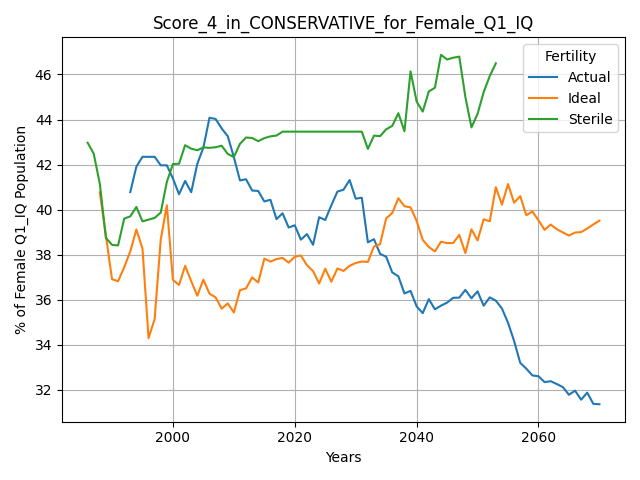 Score_4_in_CONSERVATIVE_for_Female_Q1_IQ
% of Female Q1_IQ Population
46
44
42
40
38
36
34
32
Fertility
Actual
Ideal
Sterile
2000 2020 2040 2060
Years